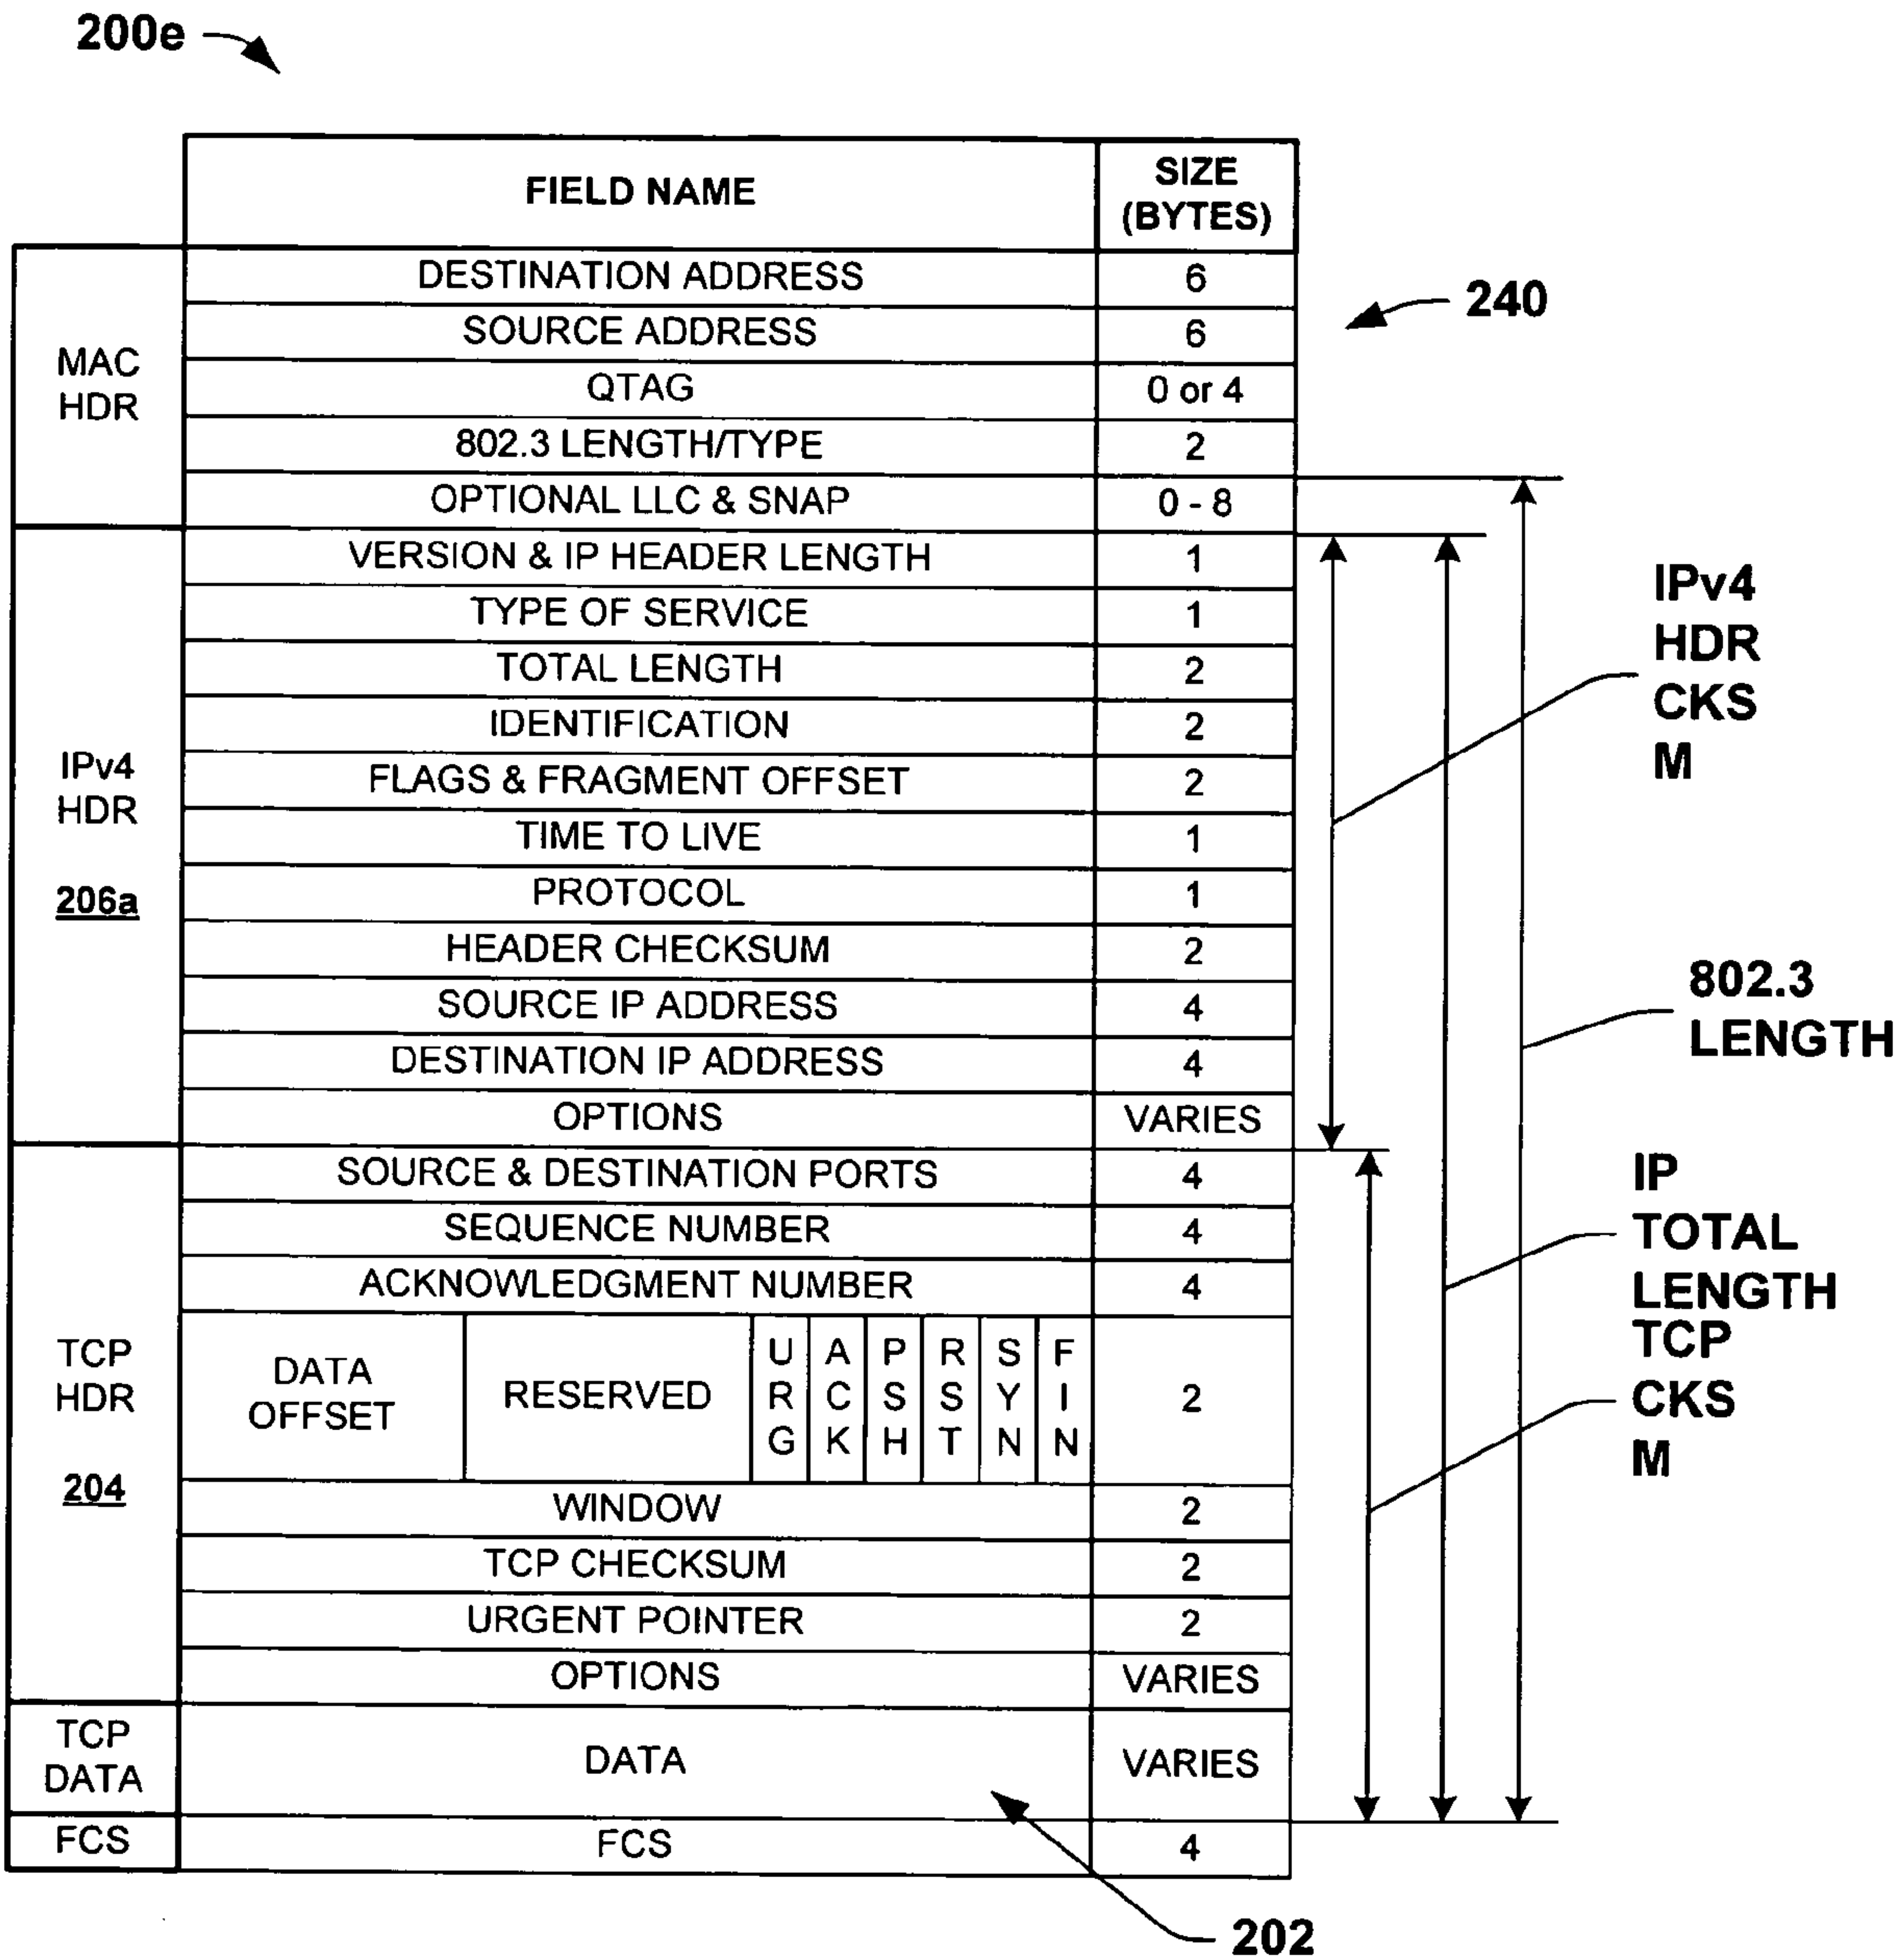 200e
FIELD NAME
SIZE
(BYTES)
MAC
HDR
DESTINATION ADDRESS 6
SOURCE ADDRESS 6
QTAG 0 or 4
802.3 LENGTH/TYPE 2
OPTIONAL LLC & SNAP 0 - 8
240
IPv4
HDR
206a
VERSION & IP HEADER LENGTH 1
TYPE OF SERVICE 1
TOTAL LENGTH 2
IDENTIFICATION 2
FLAGS & FRAGMENT OFFSET 2
TIME TO LIVE 1
PROTOCOL 1
HEADER CHECKSUM 2
SOURCE IP ADDRESS 4
DESTINATION IP ADDRESS 4
OPTIONS VARIES
IPv4
HDR
CKS
M
802.3
LENGTH
TCP
HDR
204
SOURCE & DESTINATION PORTS 4
SEQUENCE NUMBER 4
ACKNOWLEDGMENT NUMBER 4
DATA
OFFSET
RESERVED
URG
ACK
PSH
RST
SYN
FIN
2
WINDOW 2
TCP CHECKSUM 2
URGENT POINTER 2
OPTIONS VARIES
IP
TOTAL
LENGTH
TCP
CKS
M
TCP
DATA
DATA VARIES
FCS FCS 4
202